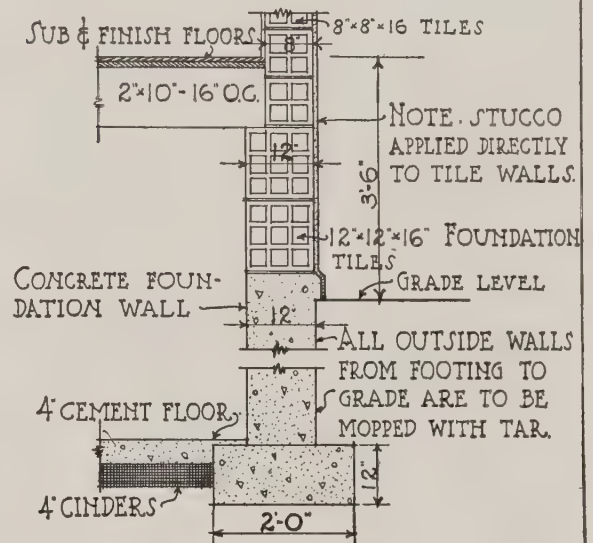 8"×8"×16 TILES
SUB & FINISH FLOORS
8"
2"×10"-16" O.C.
NOTE. STUCCO
APPLIED DIRECTLY
TO TILE WALLS.
12"
3'-6"
12"×12"×16" FOUNDATION
TILES
CONCRETE FOUN-
DATION WALL
GRADE LEVEL
12"
ALL OUTSIDE WALLS
FROM FOOTING TO
GRADE ARE TO BE
MOPPED WITH TAR.
4" CEMENT FLOOR
4" CINDERS
12"
2'-0"